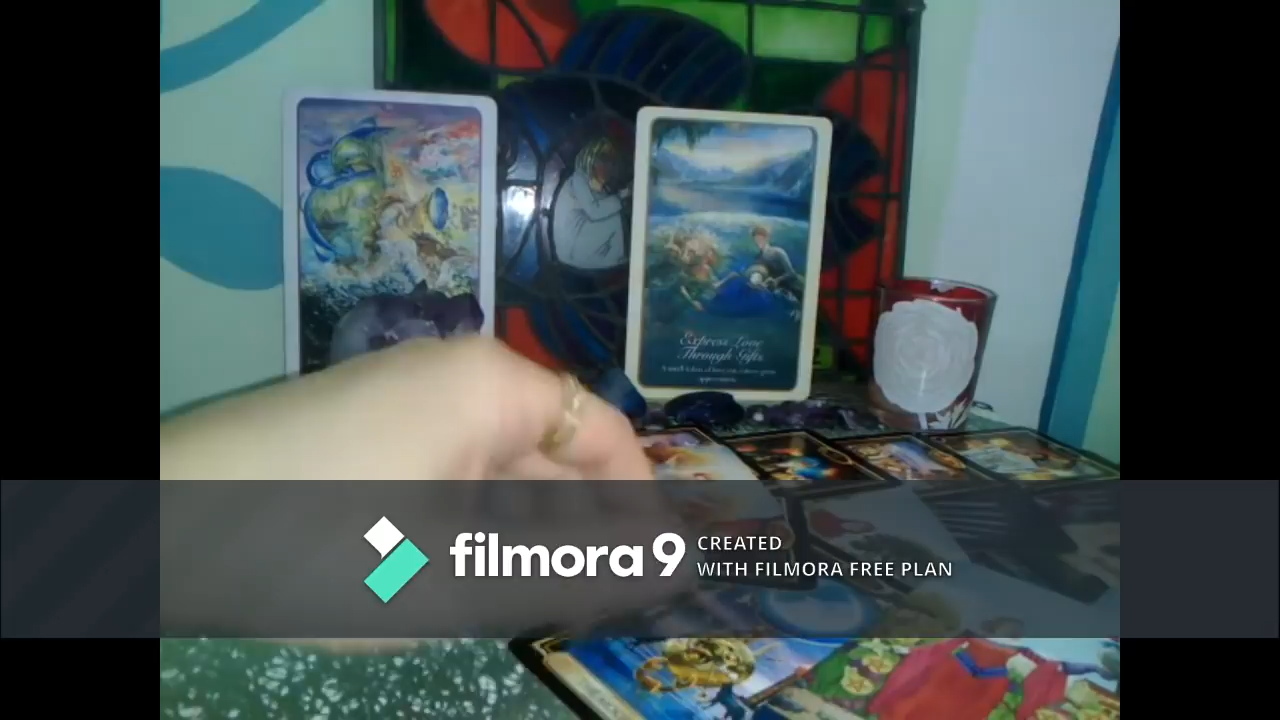 Express Love
Through Gifts
filmora9
CREATED
WITH FILMORA FREE PLAN